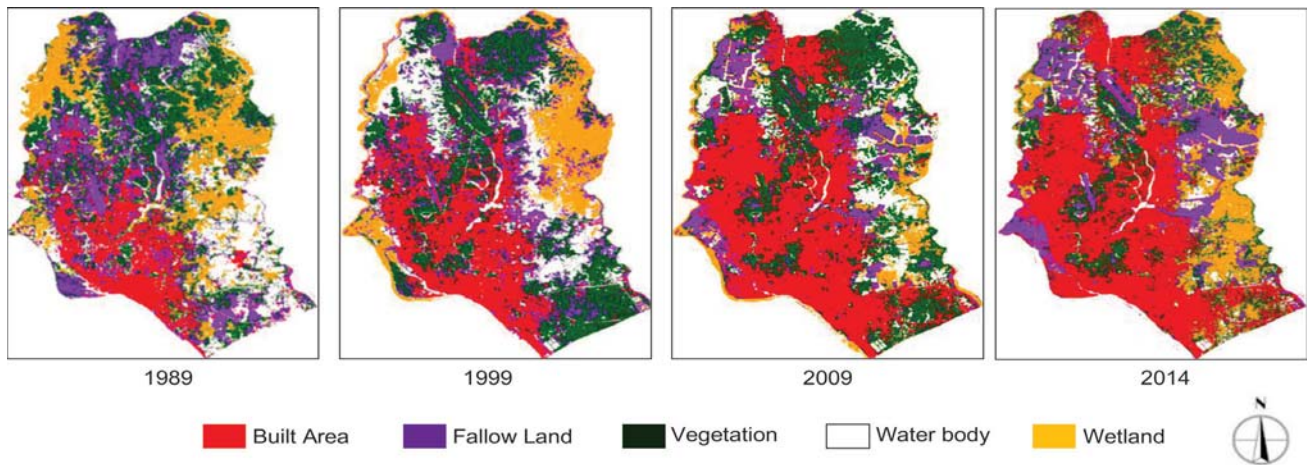 1989
1999
2009
2014
Built Area
Fallow Land
Vegetation
Water body
Wetland
N